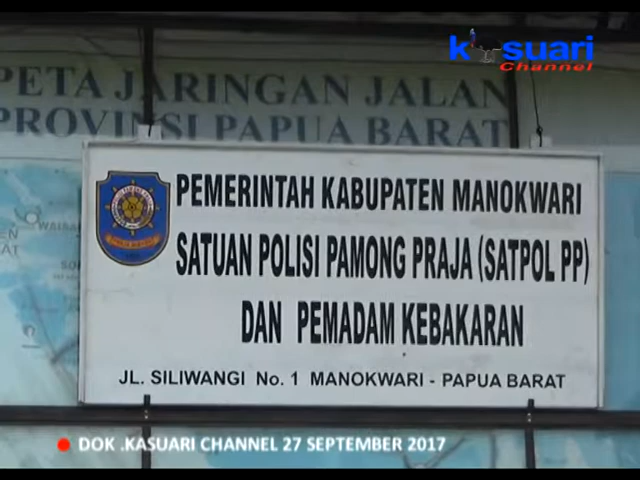 kasuari
Channel
PETA JARINGAN JALAN
PROVINSI PAPUA BARAT
PEMERINTAH KABUPATEN MANOKWARI
SATUAN POLISI PAMONG PRAJA (SATPOL PP)
DAN PEMADAM KEBAKARAN
JL. SILIWANGI No. 1 MANOKWARI - PAPUA BARAT
DOK .KASUARI CHANNEL 27 SEPTEMBER 2017